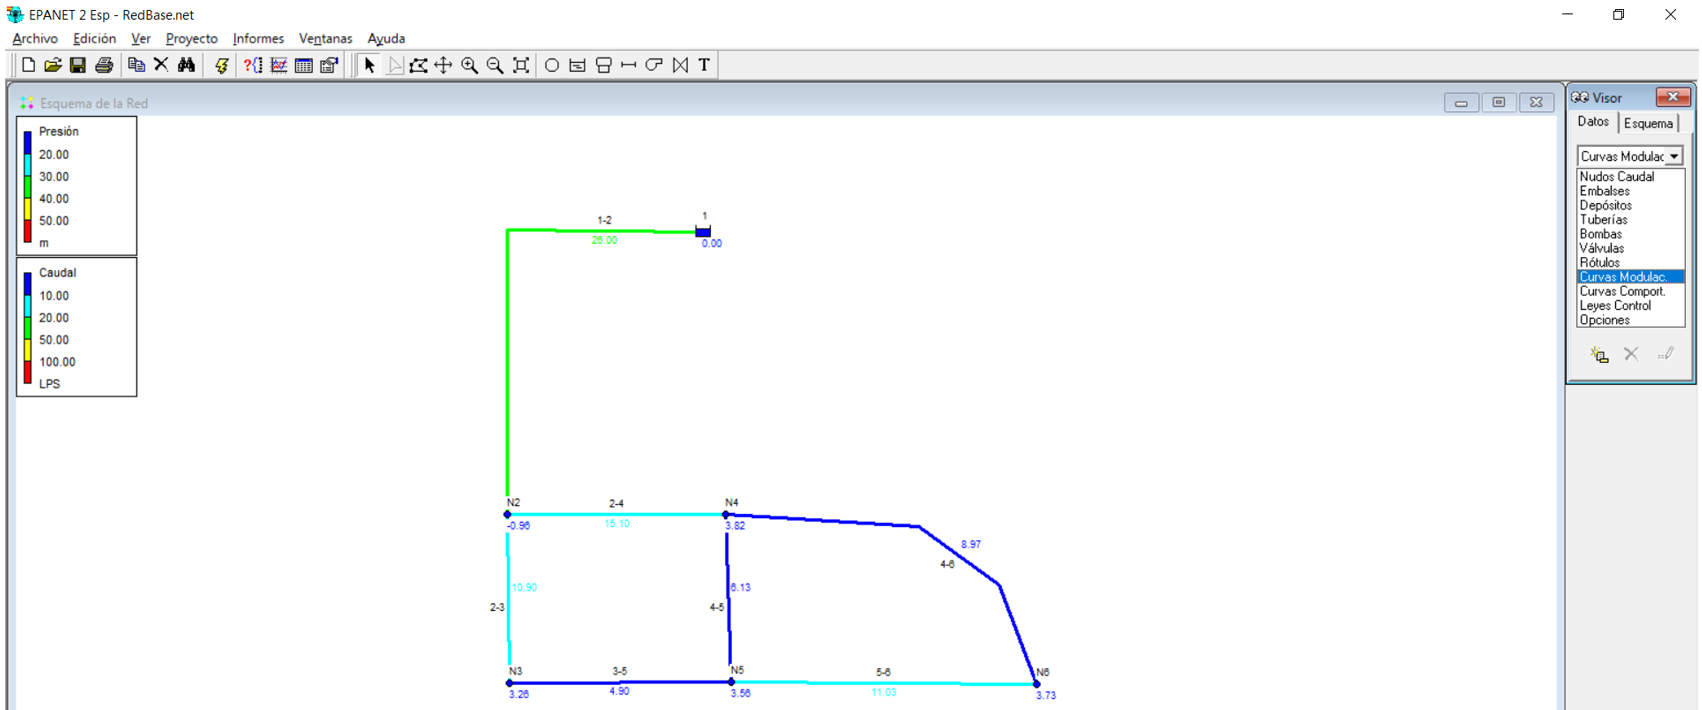 EPANET 2 Esp - RedBase.net
Archivo Edición Ver Proyecto Informes Ventanas Ayuda
?
T
Esquema de la Red
Presión
20.00
30.00
40.00
50.00
m
Caudal
10.00
20.00
50.00
100.00
LPS
1
1-2
26.00
0.00
N2
2-4
N4
-0.96
15.10
3.82
8.97
4-6
10.90
6.13
2-3
4-5
N3
3-5
N5
5-6
N6
3.26
4.90
3.56
11.03
3.73
Visor
Datos Esquema
Curvas Modulac
Nudos Caudal
Embalses
Depósitos
Tuberías
Bombas
Válvulas
Rótulos
Curvas Modulac.
Curvas Comport.
Leyes Control
Opciones